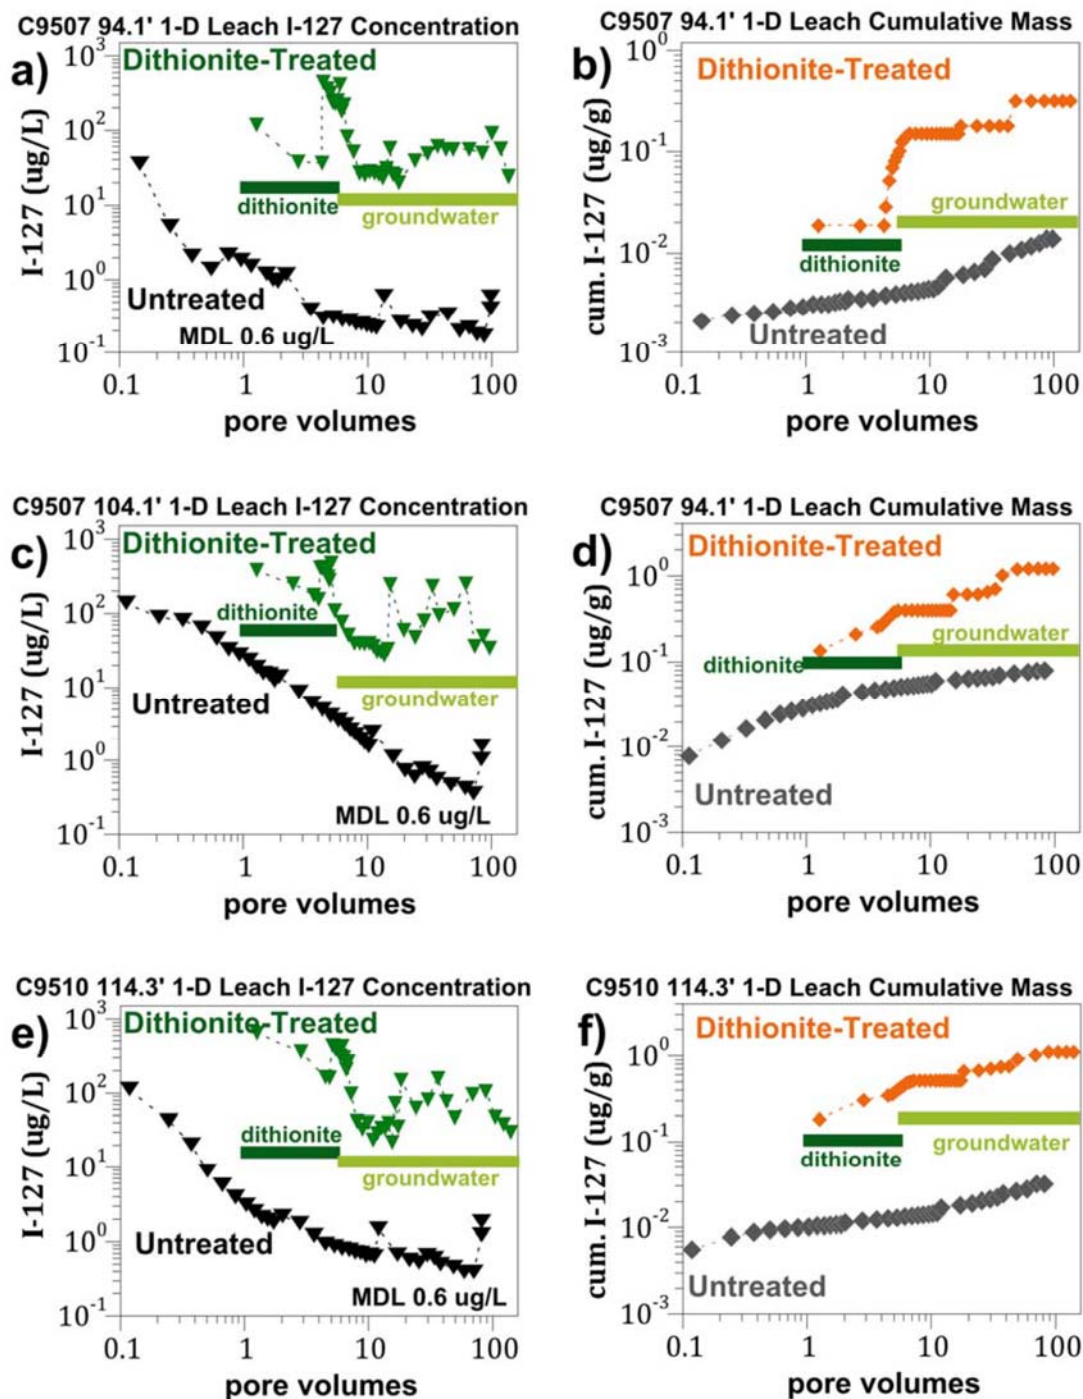 C9507 94.1' 1-D Leach I-127 Concentration
a)
Dithionite-Treated
I-127 (ug/L)
10³
10²
10¹
10⁰
10⁻¹
dithionite
groundwater
Untreated
MDL 0.6 ug/L
0.1 1 10 100
pore volumes
C9507 94.1' 1-D Leach Cumulative Mass
b)
Dithionite-Treated
cum. I-127 (ug/g)
10⁰
10⁻¹
10⁻²
10⁻³
groundwater
dithionite
Untreated
0.1 1 10 100
pore volumes
C9507 104.1' 1-D Leach I-127 Concentration
c)
Dithionite-Treated
I-127 (ug/L)
10³
10²
10¹
10⁰
10⁻¹
dithionite
groundwater
Untreated
MDL 0.6 ug/L
0.1 1 10 100
pore volumes
C9507 94.1' 1-D Leach Cumulative Mass
d)
Dithionite-Treated
cum. I-127 (ug/g)
10⁰
10⁻¹
10⁻²
10⁻³
groundwater
dithionite
Untreated
0.1 1 10 100
pore volumes
C9510 114.3' 1-D Leach I-127 Concentration
e)
Dithionite-Treated
I-127 (ug/L)
10³
10²
10¹
10⁰
10⁻¹
dithionite
groundwater
Untreated
MDL 0.6 ug/L
0.1 1 10 100
pore volumes
C9510 114.3' 1-D Leach Cumulative Mass
f)
Dithionite-Treated
cum. I-127 (ug/g)
10⁰
10⁻¹
10⁻²
10⁻³
dithionite
groundwater
Untreated
0.1 1 10 100
pore volumes